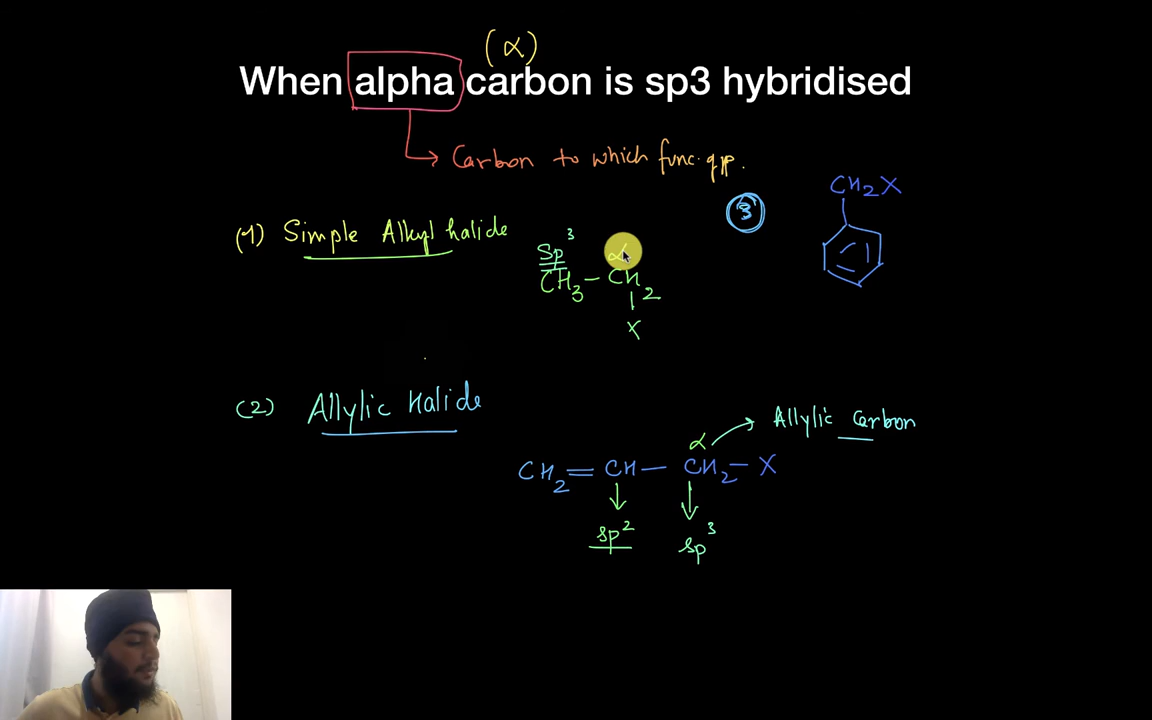 (α)
When alpha carbon is sp3 hybridised
→ Carbon to which func. grp.
(1) Simple Alkyl halide
Sp³ α
CH₃ – CH₂
|
X
(3)
CH₂X
(2) Allylic Halide
α → Allylic Carbon
CH₂ = CH – CH₂ – X
↓ ↓
sp² sp³